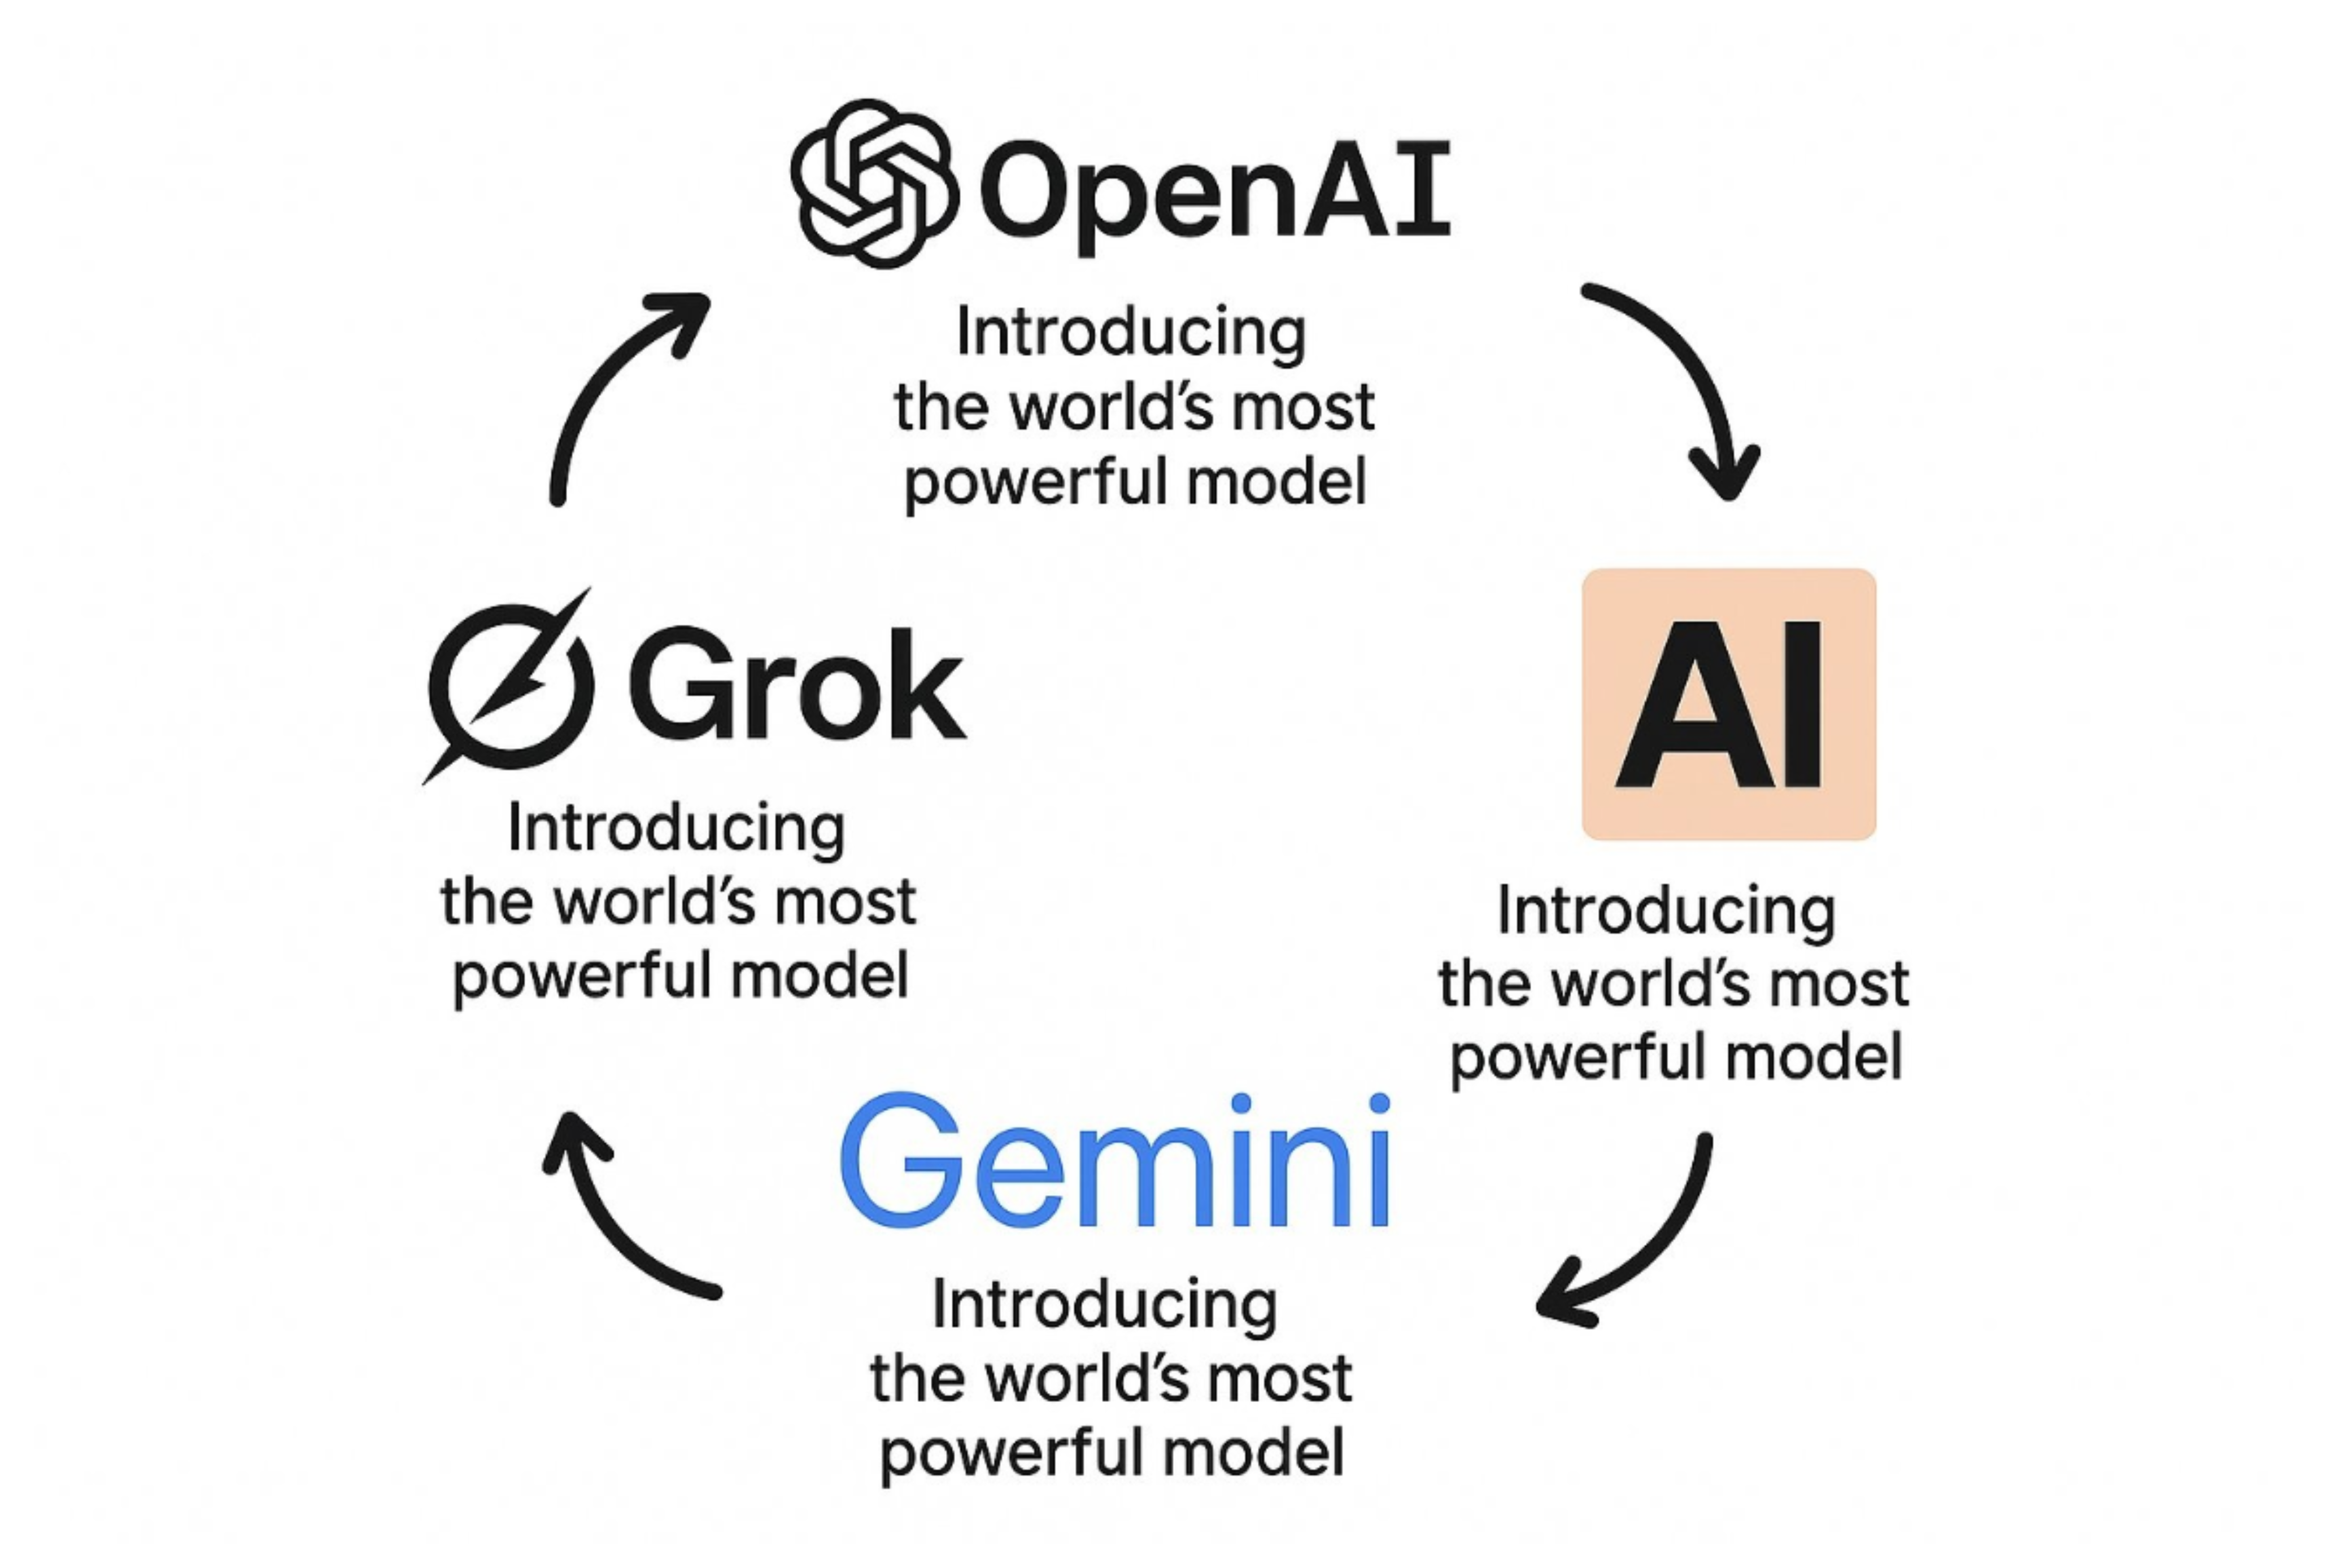 OpenAI
Introducing
the world's most
powerful model
AI
Introducing
the world's most
powerful model
Gemini
Introducing
the world's most
powerful model
Grok
Introducing
the world's most
powerful model